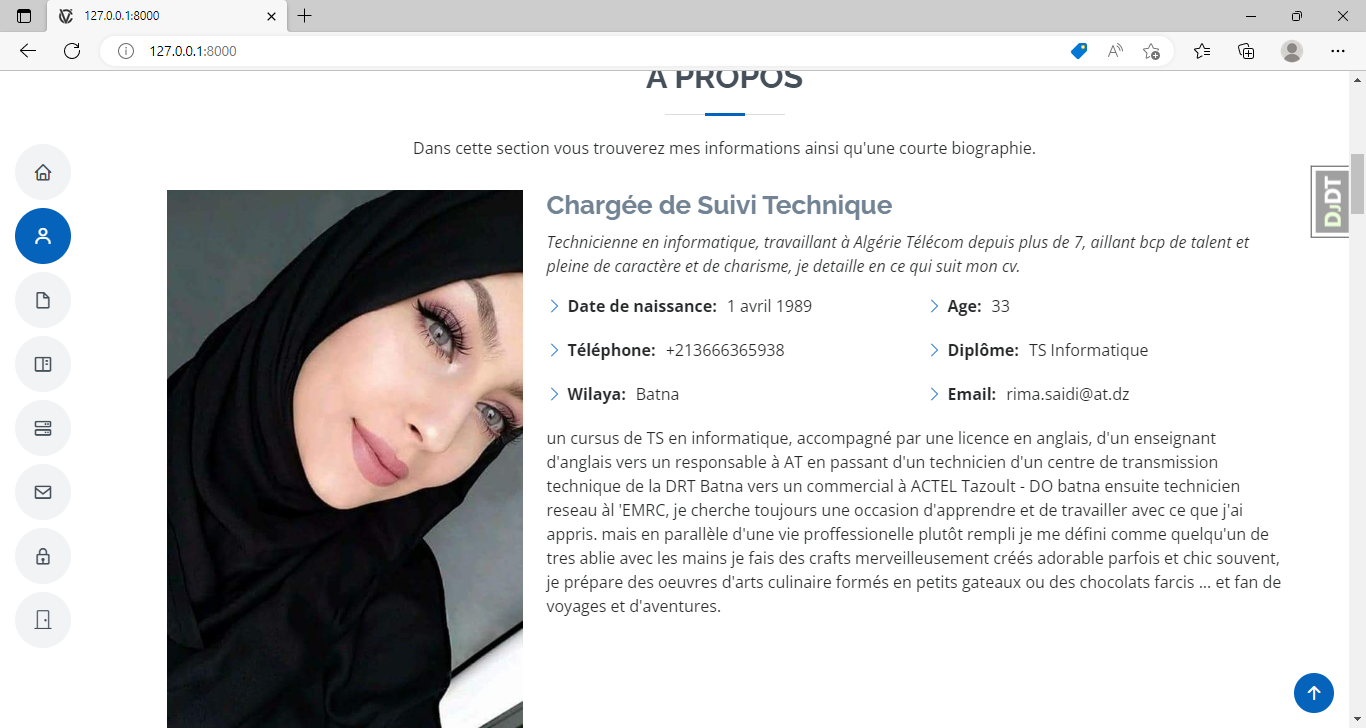 127.0.0.1:8000
127.0.0.1:8000
A PROPOS
Dans cette section vous trouverez mes informations ainsi qu'une courte biographie.
DJDT
Chargée de Suivi Technique
Technicienne en informatique, travaillant à Algérie Télécom depuis plus de 7, aillant bcp de talent et
pleine de caractère et de charisme, je detaille en ce qui suit mon cv.
Date de naissance: 1 avril 1989
Age: 33
Téléphone: +213666365938
Diplôme: TS Informatique
Wilaya: Batna
Email: rima.saidi@at.dz
un cursus de TS en informatique, accompagné par une licence en anglais, d'un enseignant
d'anglais vers un responsable à AT en passant d'un technicien d'un centre de transmission
technique de la DRT Batna vers un commercial à ACTEL Tazoult - DO batna ensuite technicien
reseau àl 'EMRC, je cherche toujours une occasion d'apprendre et de travailler avec ce que j'ai
appris. mais en parallèle d'une vie proffessionelle plutôt rempli je me défini comme quelqu'un de
tres ablie avec les mains je fais des crafts merveilleusement créés adorable parfois et chic souvent,
je prépare des oeuvres d'arts culinaire formés en petits gateaux ou des chocolats farcis ... et fan de
voyages et d'aventures.